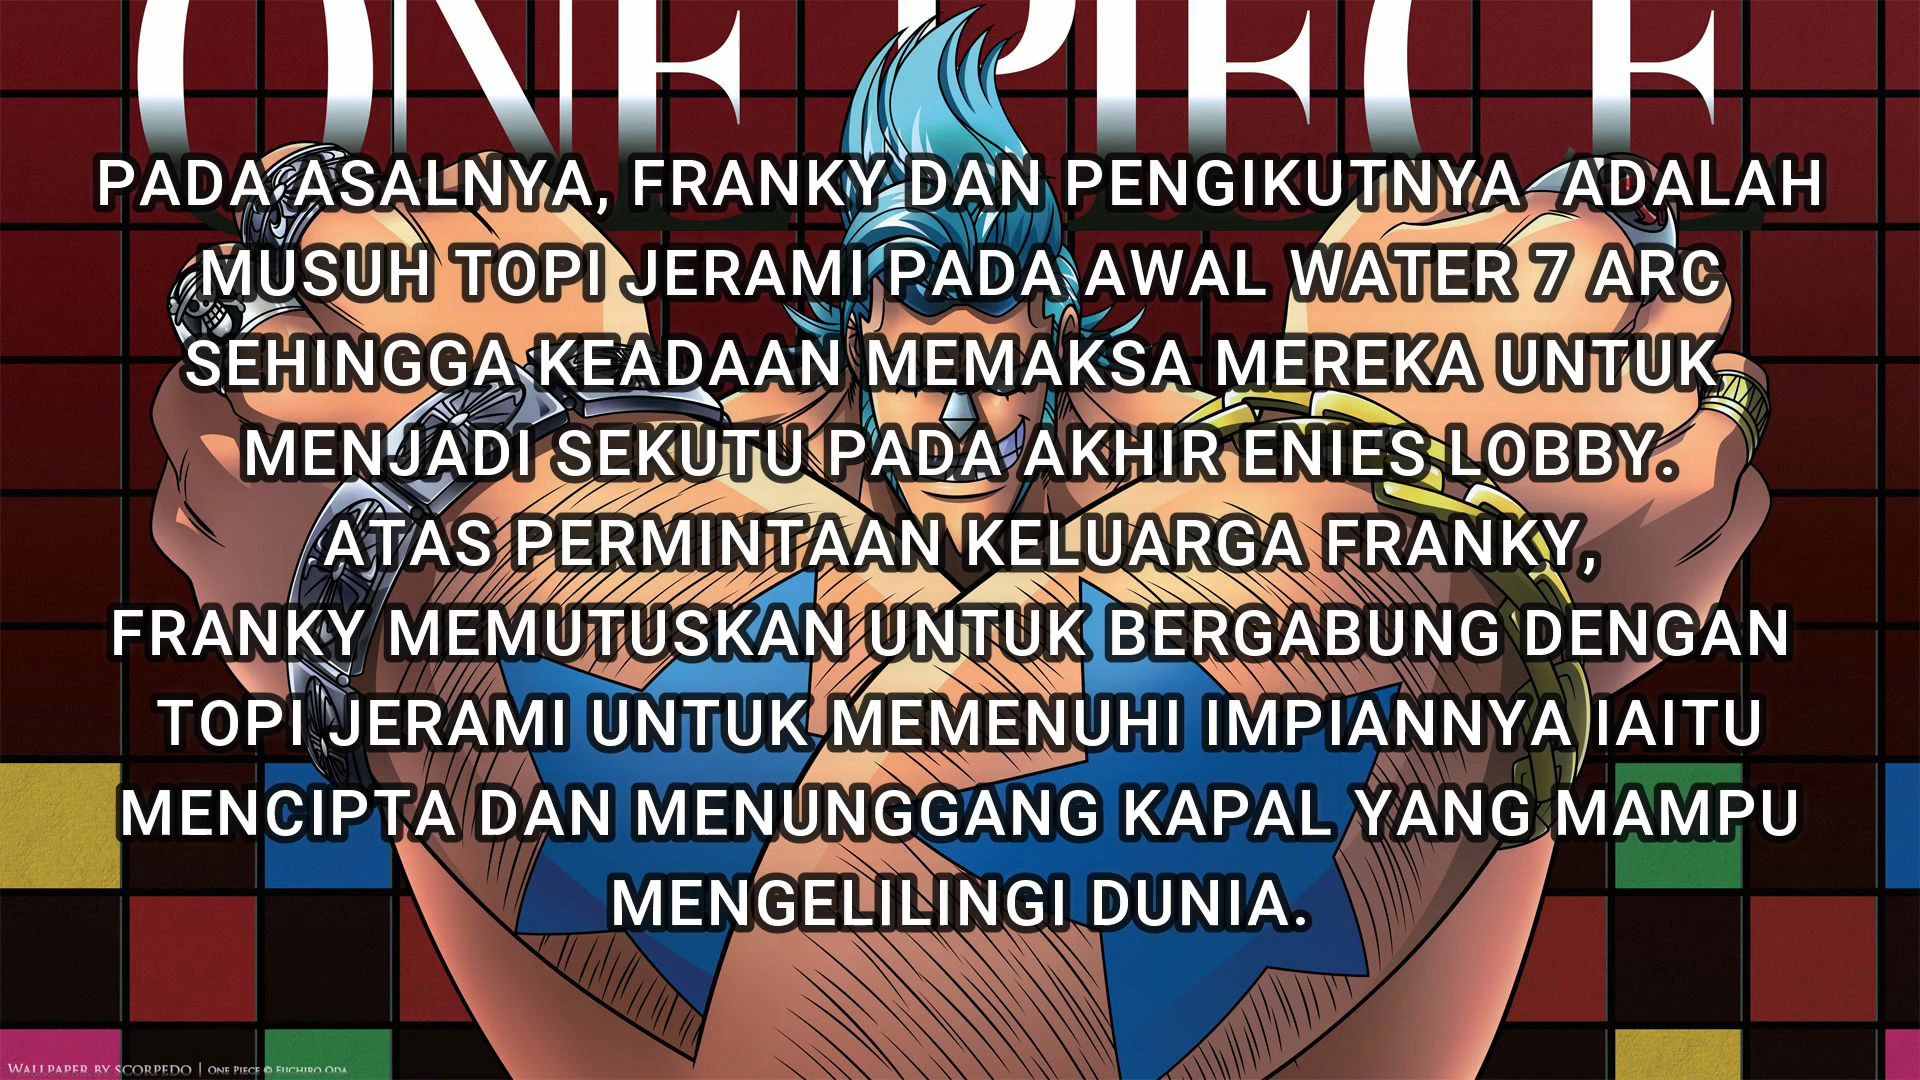 ONE PIECE
PADA ASALNYA, FRANKY DAN PENGIKUTNYA ADALAH
MUSUH TOPI JERAMI PADA AWAL WATER 7 ARC
SEHINGGA KEADAAN MEMAKSA MEREKA UNTUK
MENJADI SEKUTU PADA AKHIR ENIES LOBBY.
ATAS PERMINTAAN KELUARGA FRANKY,
FRANKY MEMUTUSKAN UNTUK BERGABUNG DENGAN
TOPI JERAMI UNTUK MEMENUHI IMPIANNYA IAITU
MENCIPTA DAN MENUNGGANG KAPAL YANG MAMPU
MENGELILINGI DUNIA.
WALLPAPER BY SCORPEDO | ONE PIECE © EIICHIRO ODA